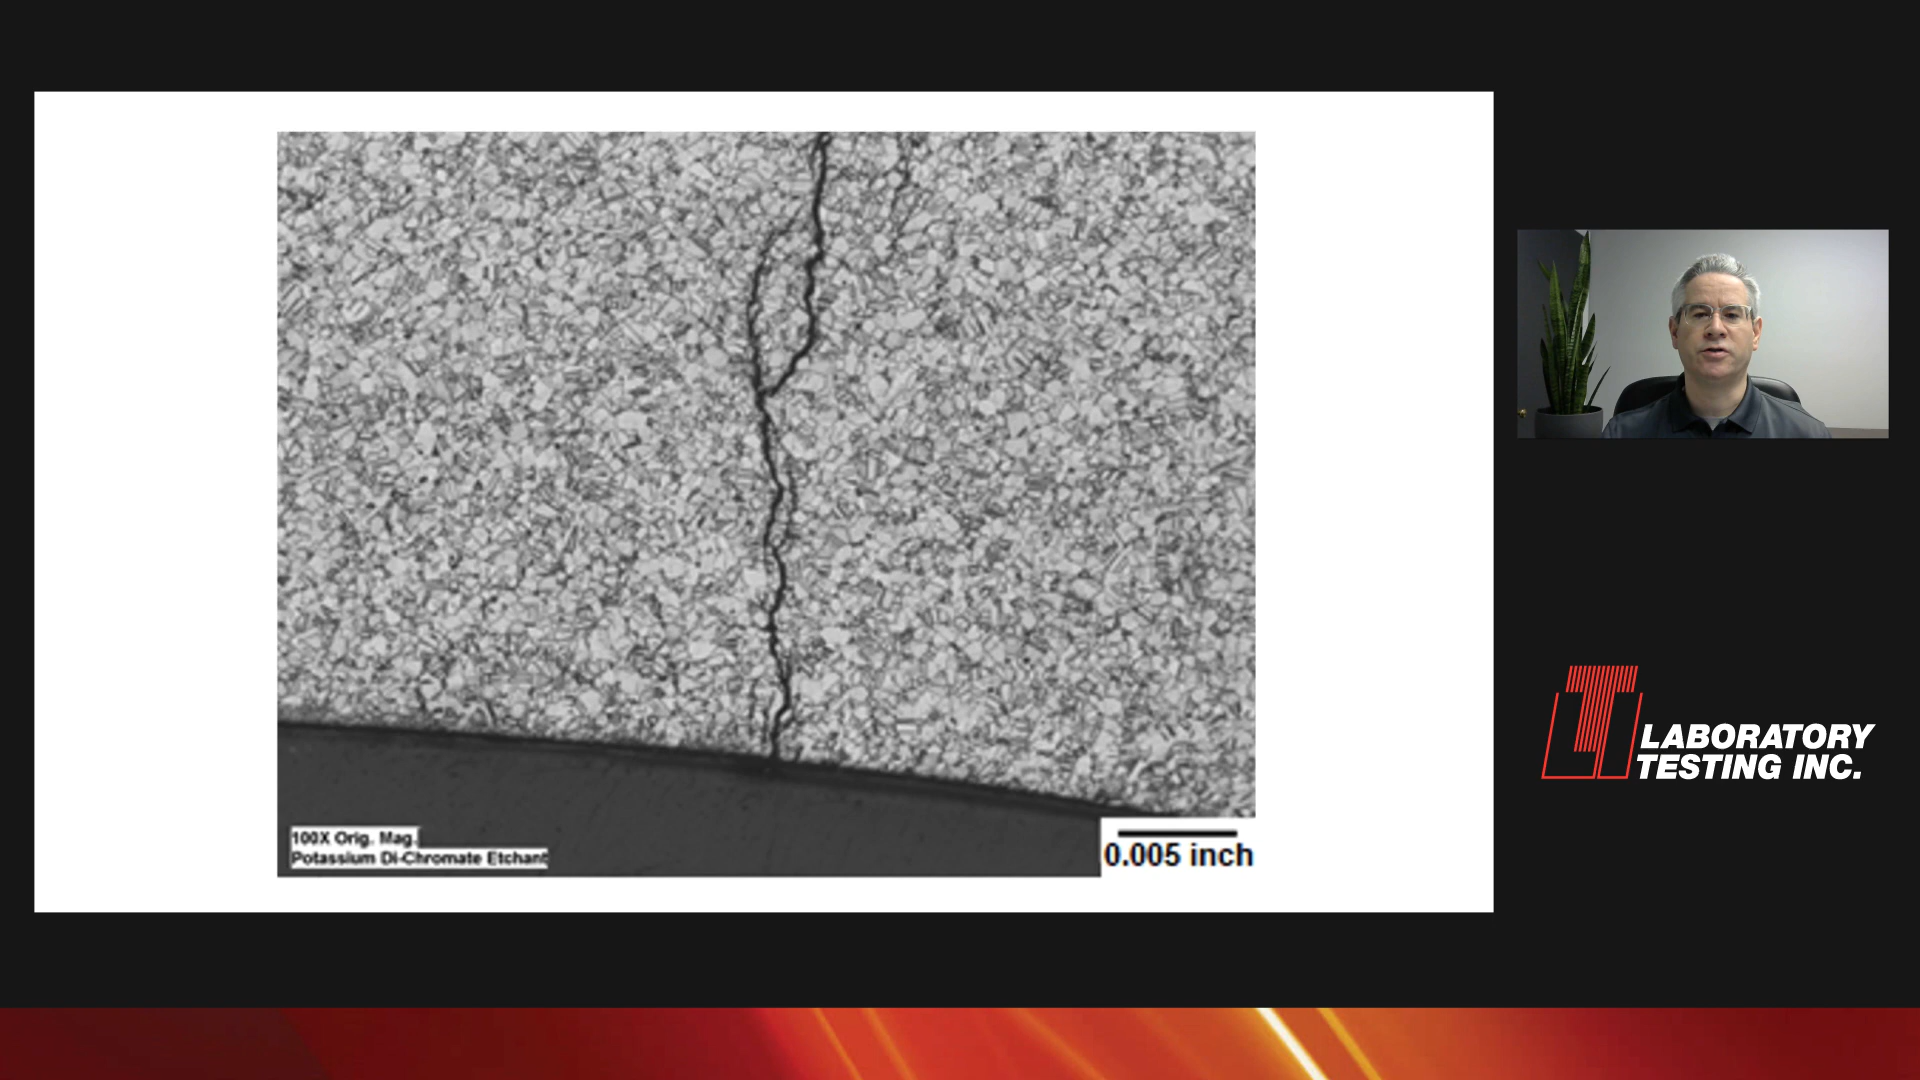 100X Orig. Mag.
Potassium Di-Chromate Etchant
0.005 inch
LABORATORY
TESTING INC.